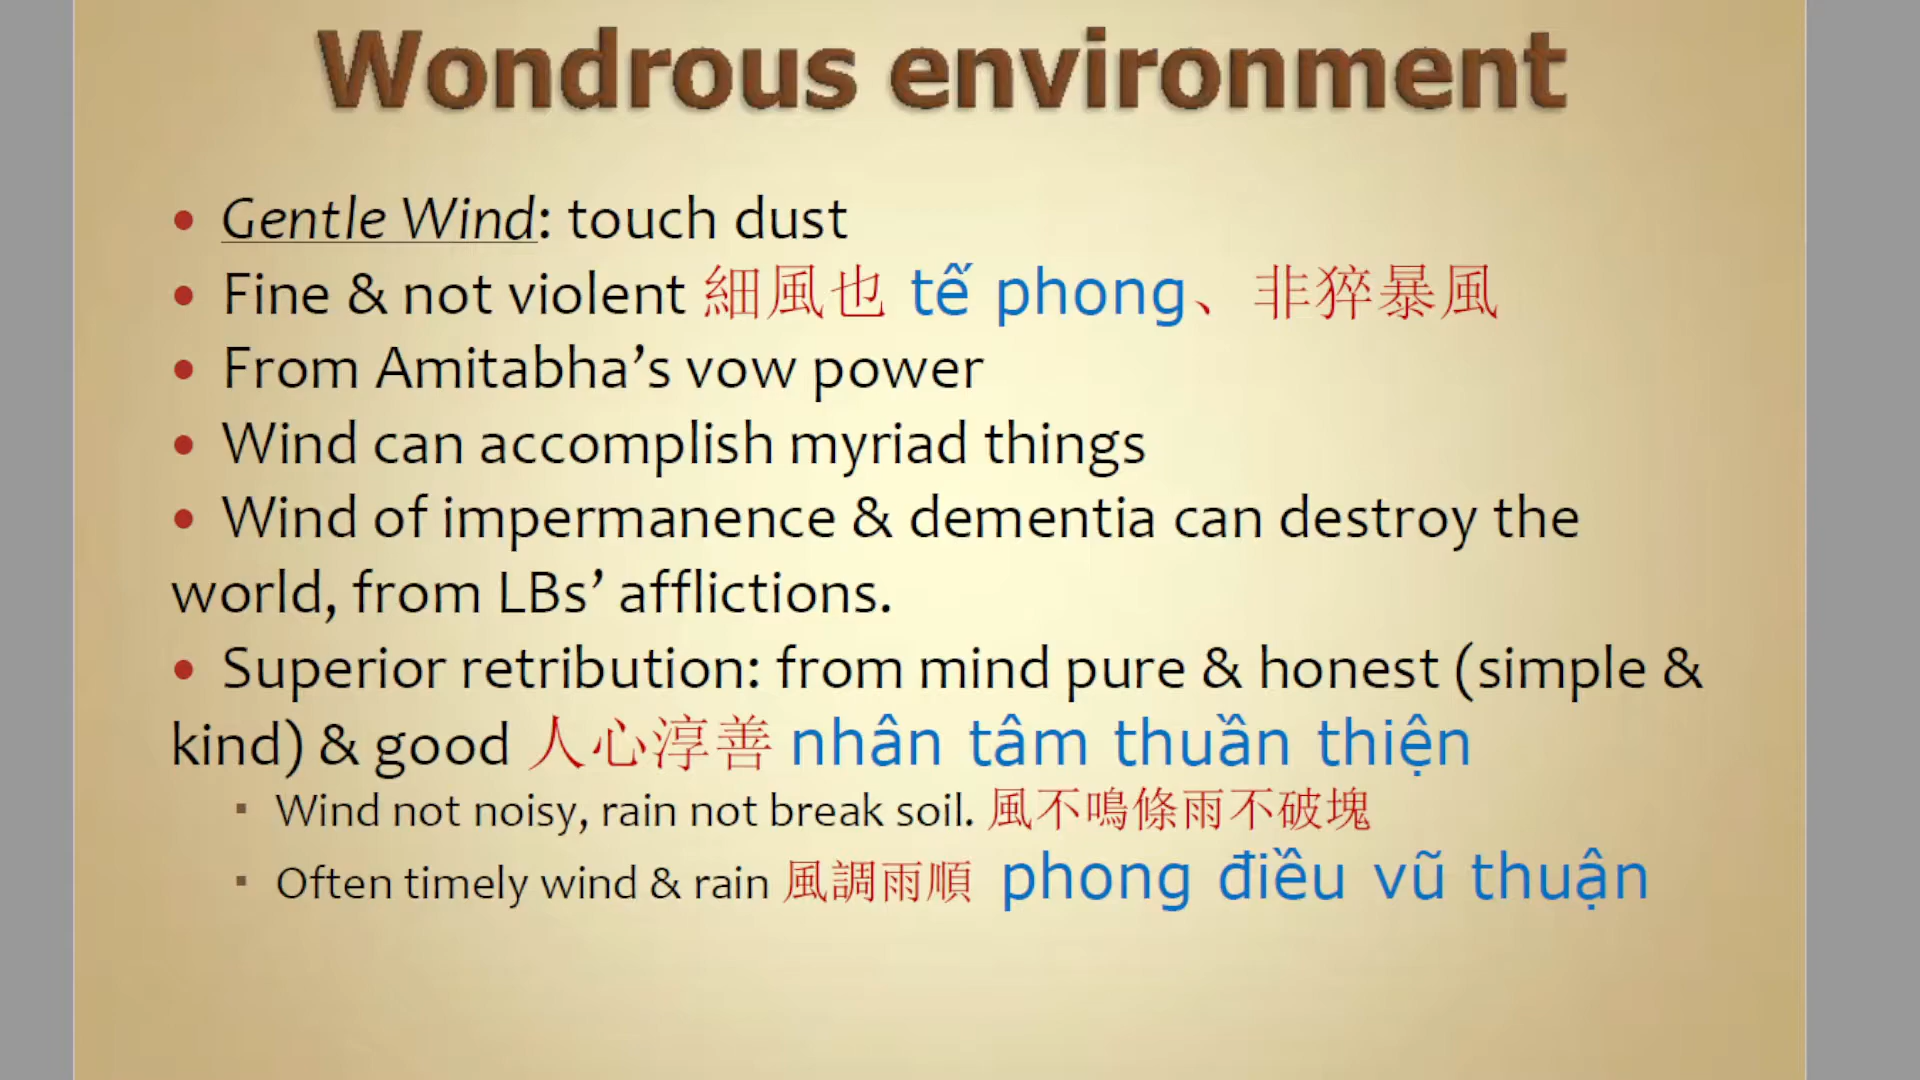 Wondrous environment
• Gentle Wind: touch dust
• Fine & not violent 細風也 tế phong、非猝暴風
• From Amitabha’s vow power
• Wind can accomplish myriad things
• Wind of impermanence & dementia can destroy the
world, from LBs’ afflictions.
• Superior retribution: from mind pure & honest (simple &
kind) & good 人心淳善 nhân tâm thuần thiện
▪ Wind not noisy, rain not break soil. 風不鳴條雨不破塊
▪ Often timely wind & rain 風調雨順 phong điều vũ thuận